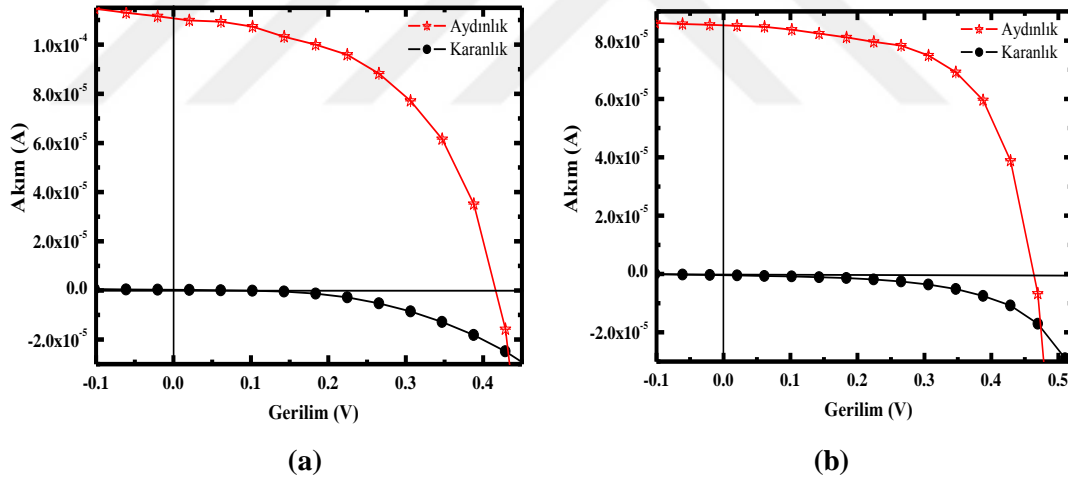 Aydınlık
Karanlık
1.0x10⁻⁴
8.0x10⁻⁵
6.0x10⁻⁵
4.0x10⁻⁵
2.0x10⁻⁵
0.0
-2.0x10⁻⁵
Akım (A)
-0.1 0.0 0.1 0.2 0.3 0.4
Gerilim (V)
(a)
Aydınlık
Karanlık
8.0x10⁻⁵
6.0x10⁻⁵
4.0x10⁻⁵
2.0x10⁻⁵
0.0
-2.0x10⁻⁵
Akım (A)
-0.1 0.0 0.1 0.2 0.3 0.4 0.5
Gerilim (V)
(b)